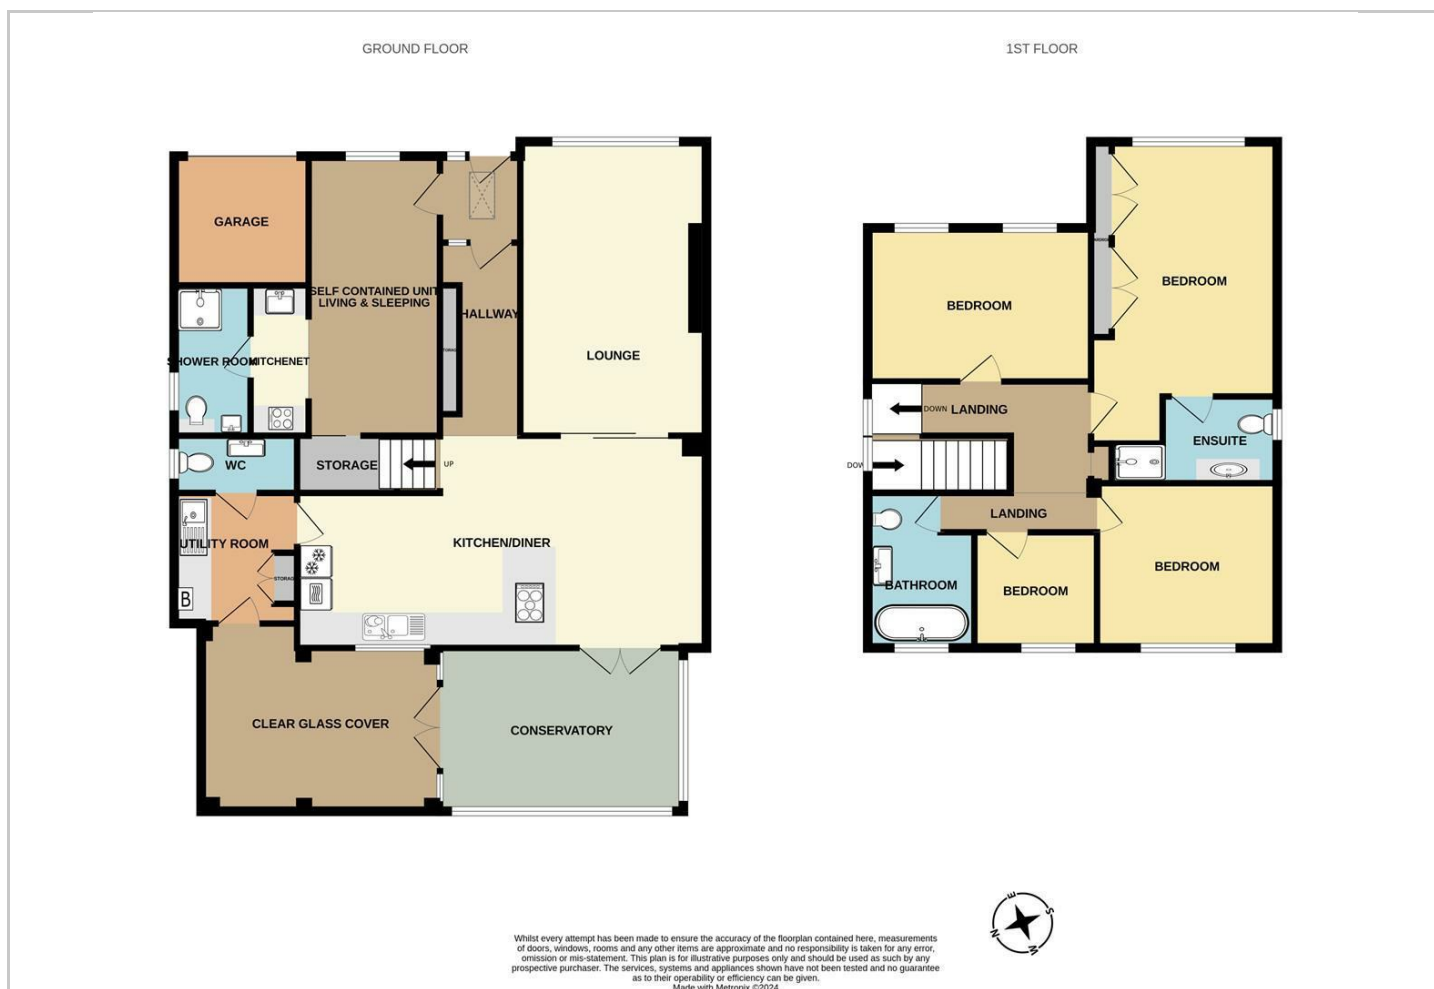 GROUND FLOOR
1ST FLOOR
GARAGE
SELF CONTAINED UNIT
LIVING & SLEEPING
HALLWAY
LOUNGE
SHOWER ROOM
KITCHENET
WC
STORAGE
UP
UTILITY ROOM
STORAGE
B
KITCHEN/DINER
CLEAR GLASS COVER
CONSERVATORY
BEDROOM
BEDROOM
DOWN
LANDING
ENSUITE
DOW
LANDING
BATHROOM
BEDROOM
BEDROOM
E
S
N
W
Whilst every attempt has been made to ensure the accuracy of the floorplan contained here, measurements
of doors, windows, rooms and any other items are approximate and no responsibility is taken for any error,
omission or mis-statement. This plan is for illustrative purposes only and should be used as such by any
prospective purchaser. The services, systems and appliances shown have not been tested and no guarantee
as to their operability or efficiency can be given.
Made with Metropix ©2024